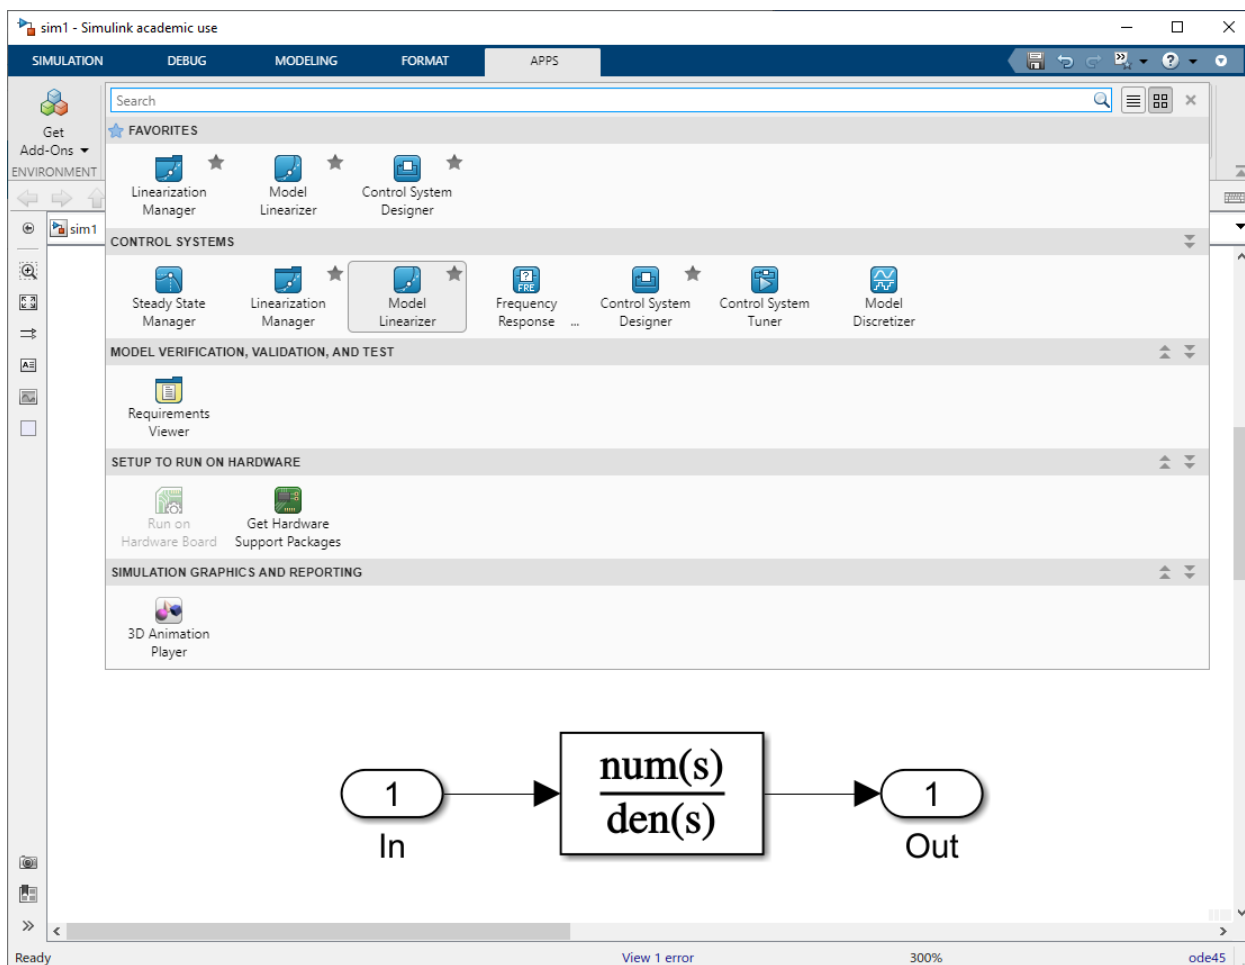 sim1 - Simulink academic use
SIMULATION DEBUG MODELING FORMAT APPS
Get
Add-Ons
ENVIRONMENT
Search
FAVORITES
Linearization
Manager
Model
Linearizer
Control System
Designer
sim1
CONTROL SYSTEMS
Steady State
Manager
Linearization
Manager
Model
Linearizer
FRE
Frequency
Response ...
Control System
Designer
Control System
Tuner
Model
Discretizer
MODEL VERIFICATION, VALIDATION, AND TEST
Requirements
Viewer
SETUP TO RUN ON HARDWARE
Run on
Hardware Board
Get Hardware
Support Packages
SIMULATION GRAPHICS AND REPORTING
3D Animation
Player
1
In
num(s)
den(s)
1
Out
Ready View 1 error 300% ode45